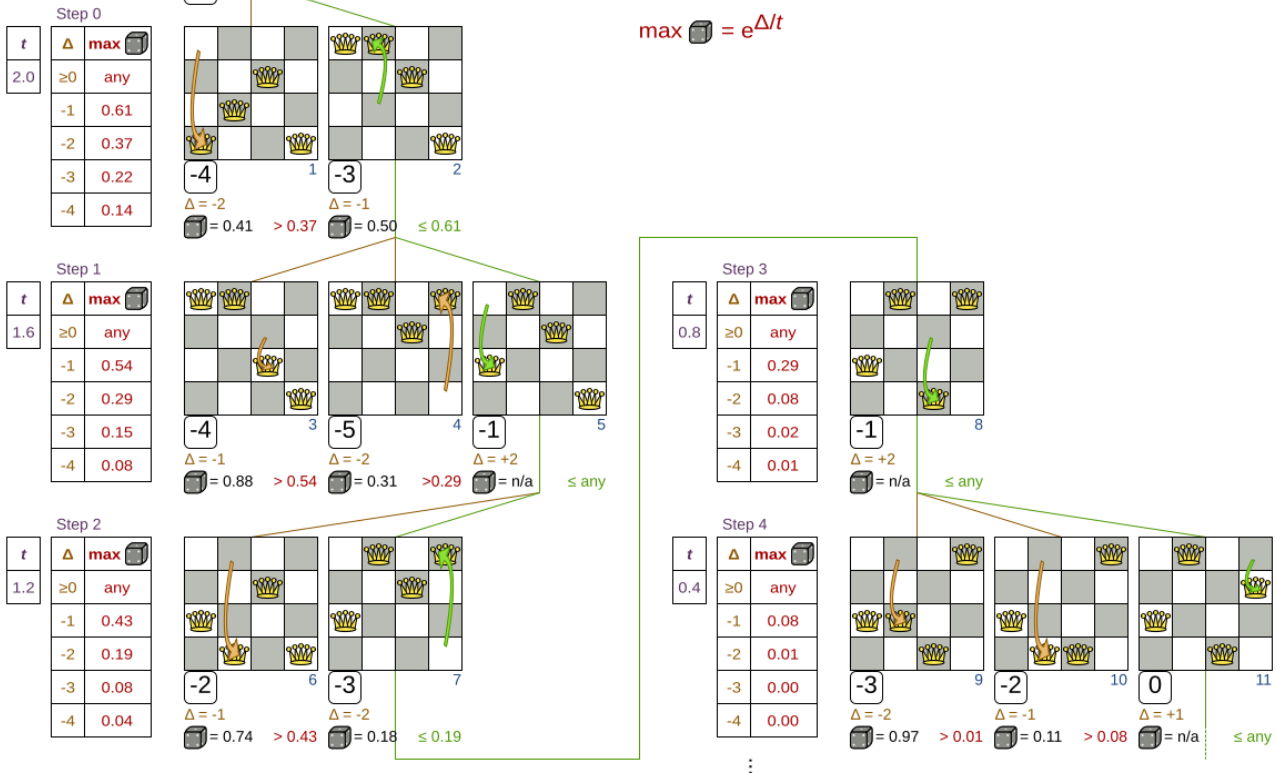 max = e^Δ/t
Step 0
t
2.0
Δ max
≥0 any
-1 0.61
-2 0.37
-3 0.22
-4 0.14
-4 1
Δ = -2
= 0.41 > 0.37
-3 2
Δ = -1
= 0.50 ≤ 0.61
Step 1
t
1.6
Δ max
≥0 any
-1 0.54
-2 0.29
-3 0.15
-4 0.08
-4 3
Δ = -1
= 0.88 > 0.54
-5 4
Δ = -2
= 0.31 >0.29
-1 5
Δ = +2
= n/a ≤ any
Step 2
t
1.2
Δ max
≥0 any
-1 0.43
-2 0.19
-3 0.08
-4 0.04
-2 6
Δ = -1
= 0.74 > 0.43
-3 7
Δ = -2
= 0.18 ≤ 0.19
Step 3
t
0.8
Δ max
≥0 any
-1 0.29
-2 0.08
-3 0.02
-4 0.01
-1 8
Δ = +2
= n/a ≤ any
Step 4
t
0.4
Δ max
≥0 any
-1 0.08
-2 0.01
-3 0.00
-4 0.00
-3 9
Δ = -2
= 0.97 > 0.01
-2 10
Δ = -1
= 0.11 > 0.08
0 11
Δ = +1
= n/a ≤ any
⋮